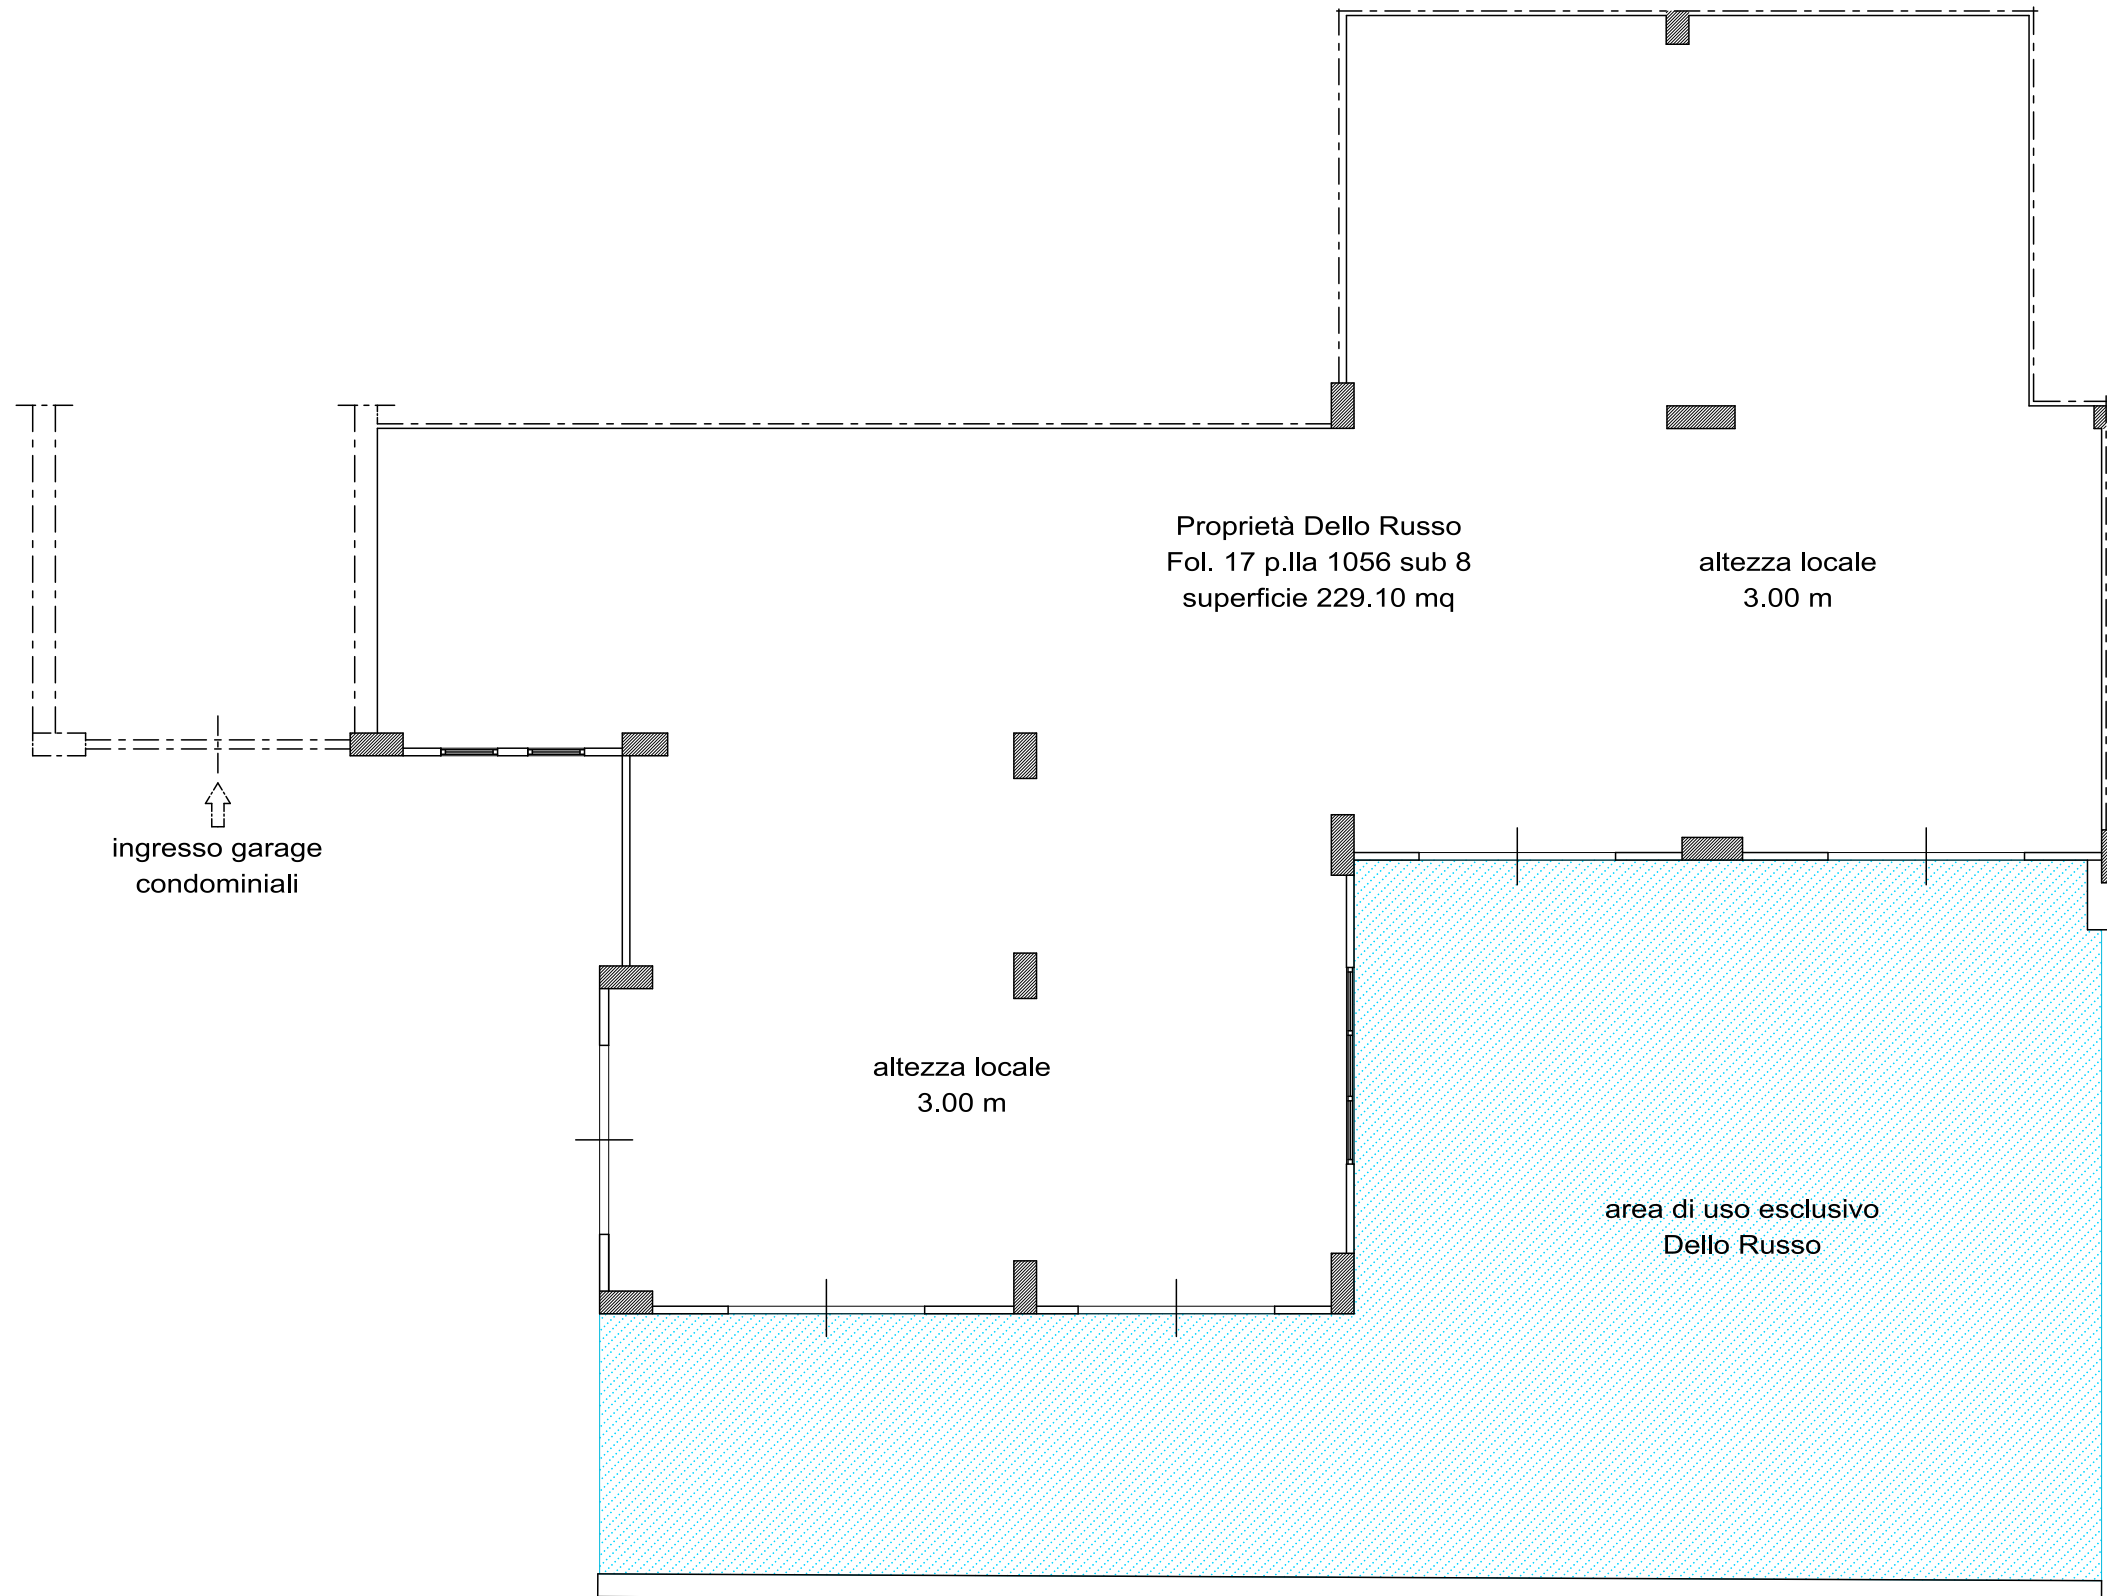 Proprietà Dello Russo
Fol. 17 p.lla 1056 sub 8
superficie 229.10 mq
altezza locale
3.00 m
ingresso garage
condominiali
altezza locale
3.00 m
area di uso esclusivo
Dello Russo